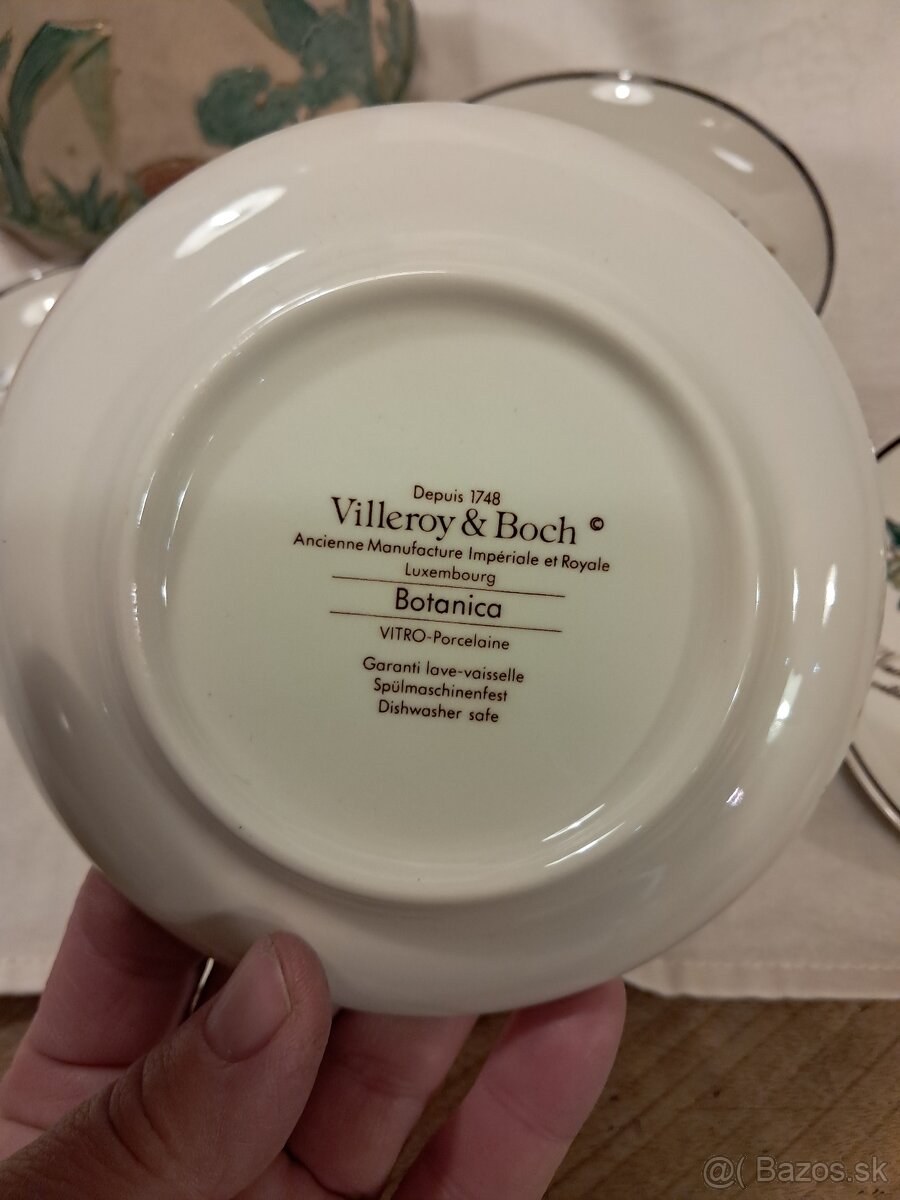 Depuis 1748
Villeroy & Boch ©
Ancienne Manufacture Impériale et Royale
Luxembourg
Botanica
VITRO-Porcelaine
Garanti lave-vaisselle
Spülmaschinenfest
Dishwasher safe
@( Bazos.sk